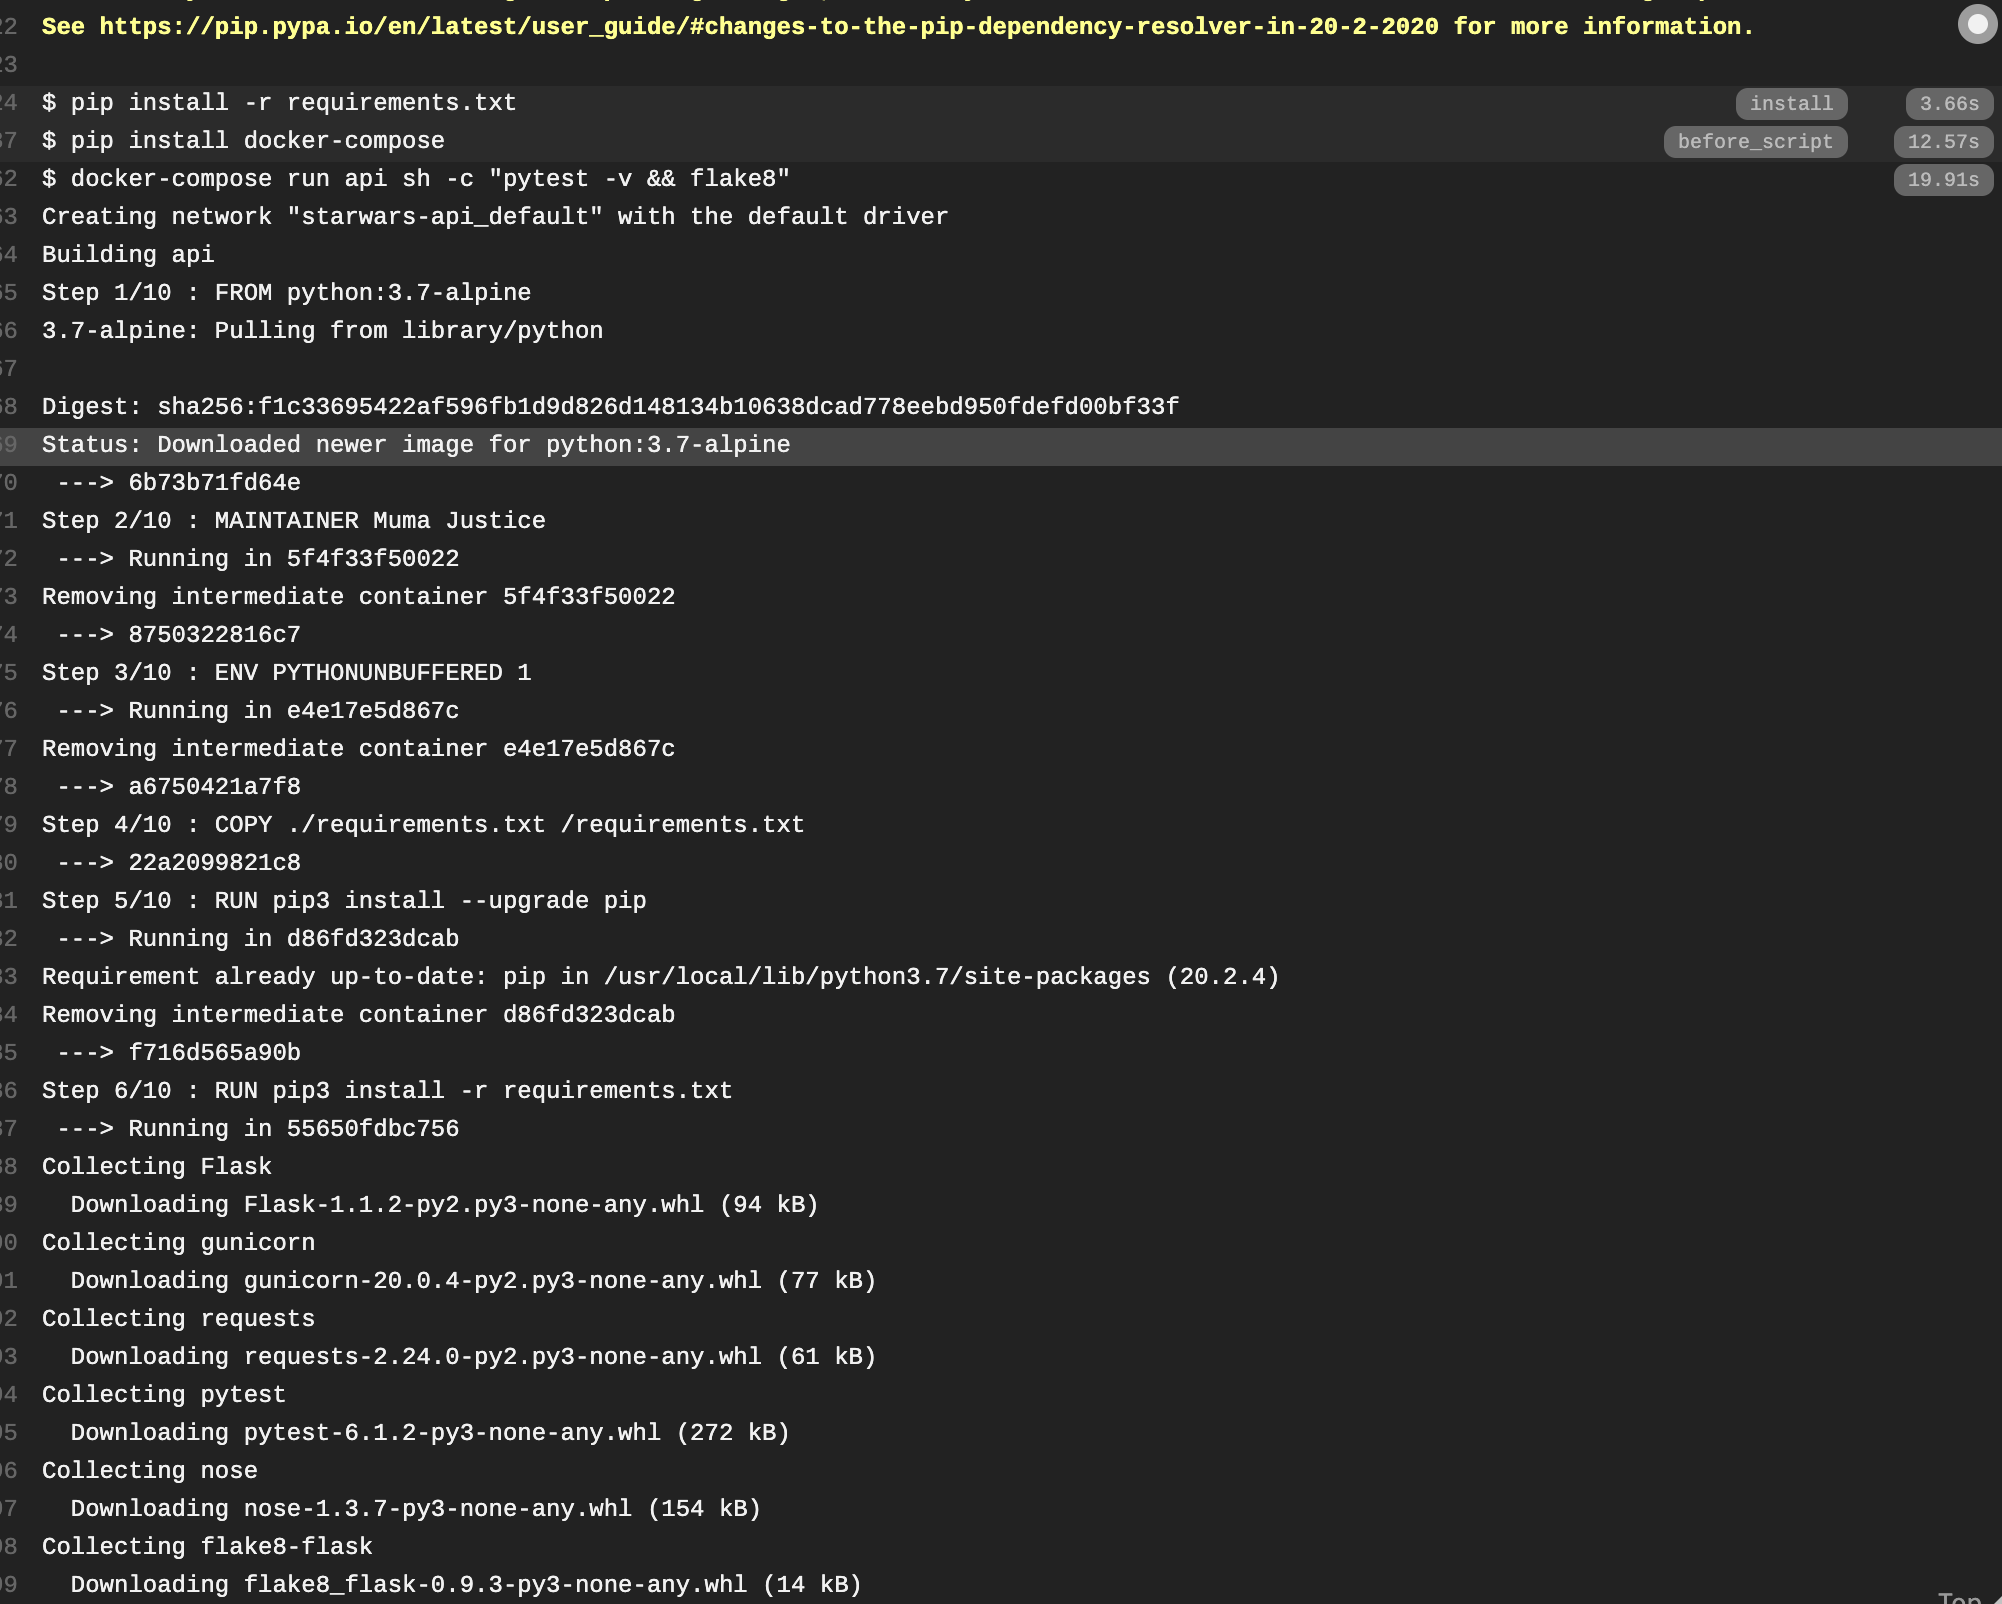 22 See https://pip.pypa.io/en/latest/user_guide/#changes-to-the-pip-dependency-resolver-in-20-2-2020 for more information.
23
24 $ pip install -r requirements.txt install 3.66s
37 $ pip install docker-compose before_script 12.57s
62 $ docker-compose run api sh -c "pytest -v && flake8" 19.91s
63 Creating network "starwars-api_default" with the default driver
64 Building api
65 Step 1/10 : FROM python:3.7-alpine
66 3.7-alpine: Pulling from library/python
67
68 Digest: sha256:f1c33695422af596fb1d9d826d148134b10638dcad778eebd950fdefd00bf33f
69 Status: Downloaded newer image for python:3.7-alpine
70 ---> 6b73b71fd64e
71 Step 2/10 : MAINTAINER Muma Justice
72 ---> Running in 5f4f33f50022
73 Removing intermediate container 5f4f33f50022
74 ---> 8750322816c7
75 Step 3/10 : ENV PYTHONUNBUFFERED 1
76 ---> Running in e4e17e5d867c
77 Removing intermediate container e4e17e5d867c
78 ---> a6750421a7f8
79 Step 4/10 : COPY ./requirements.txt /requirements.txt
80 ---> 22a2099821c8
81 Step 5/10 : RUN pip3 install --upgrade pip
82 ---> Running in d86fd323dcab
83 Requirement already up-to-date: pip in /usr/local/lib/python3.7/site-packages (20.2.4)
84 Removing intermediate container d86fd323dcab
85 ---> f716d565a90b
86 Step 6/10 : RUN pip3 install -r requirements.txt
87 ---> Running in 55650fdbc756
88 Collecting Flask
89 Downloading Flask-1.1.2-py2.py3-none-any.whl (94 kB)
90 Collecting gunicorn
91 Downloading gunicorn-20.0.4-py2.py3-none-any.whl (77 kB)
92 Collecting requests
93 Downloading requests-2.24.0-py2.py3-none-any.whl (61 kB)
94 Collecting pytest
95 Downloading pytest-6.1.2-py3-none-any.whl (272 kB)
96 Collecting nose
97 Downloading nose-1.3.7-py3-none-any.whl (154 kB)
98 Collecting flake8-flask
99 Downloading flake8_flask-0.9.3-py3-none-any.whl (14 kB)
Top